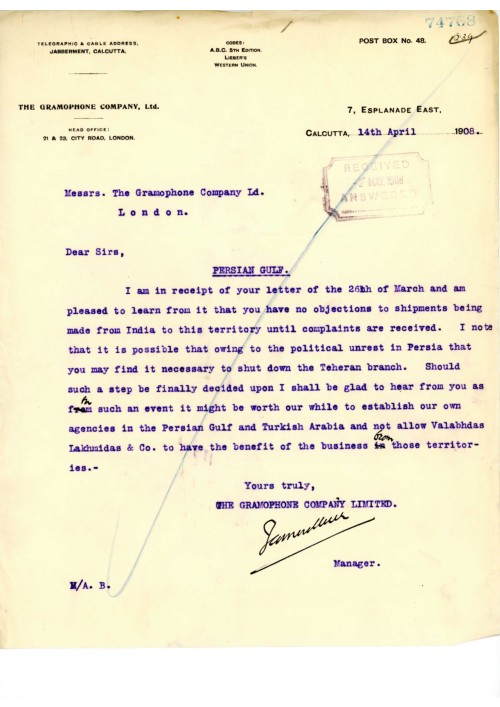 74768
TELEGRAPHIC & CABLE ADDRESS,
JABBERMENT, CALCUTTA.
CODES:
A.B.C. 5TH EDITION.
LIEBER'S
WESTERN UNION.
POST BOX No. 48.
THE GRAMOPHONE COMPANY, Ltd.
HEAD OFFICE:
21 & 23, CITY ROAD, LONDON.
7, ESPLANADE EAST,
CALCUTTA, 14th April 1908.
RECEIVED
MAY 1908
ANSWERED
Messrs. The Gramophone Company Ld.
London.
Dear Sirs,
PERSIAN GULF.
I am in receipt of your letter of the 26th of March and am
pleased to learn from it that you have no objections to shipments being
made from India to this territory until complaints are received. I note
that it is possible that owing to the political unrest in Persia that
you may find it necessary to shut down the Teheran branch. Should
such a step be finally decided upon I shall be glad to hear from you as
in such an event it might be worth our while to establish our own
agencies in the Persian Gulf and Turkish Arabia and not allow Valabhdas
Lakhmidas & Co. to have the benefit of the business from those territor-
ies.-
Yours truly,
THE GRAMOPHONE COMPANY LIMITED.
Manager.
H/A. B.